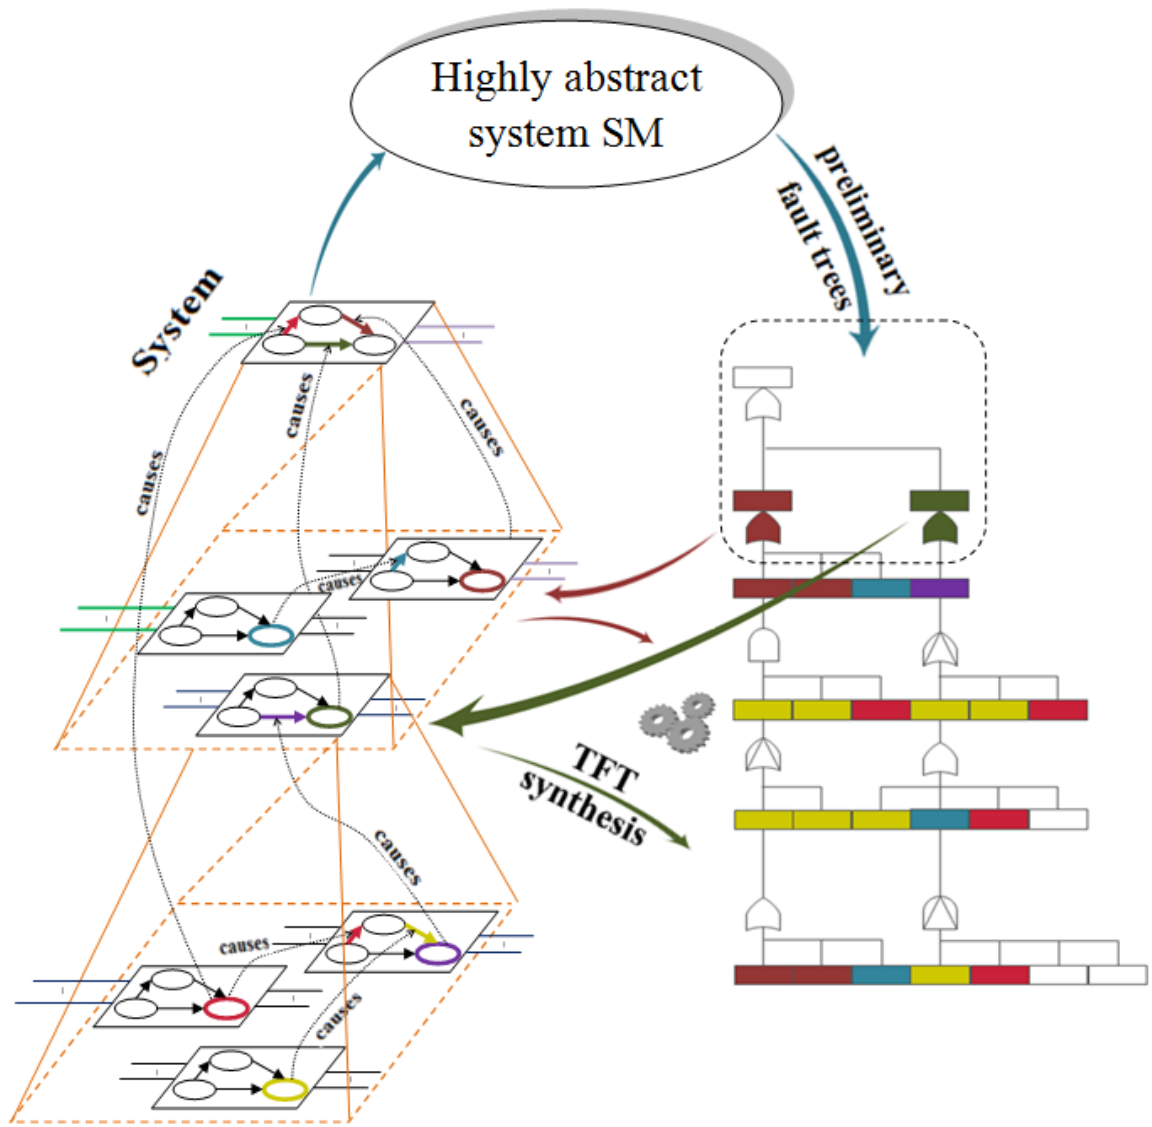 Highly abstract
system SM
preliminary
fault trees
System
causes
causes
causes
causes
TFT
synthesis
causes
causes
causes